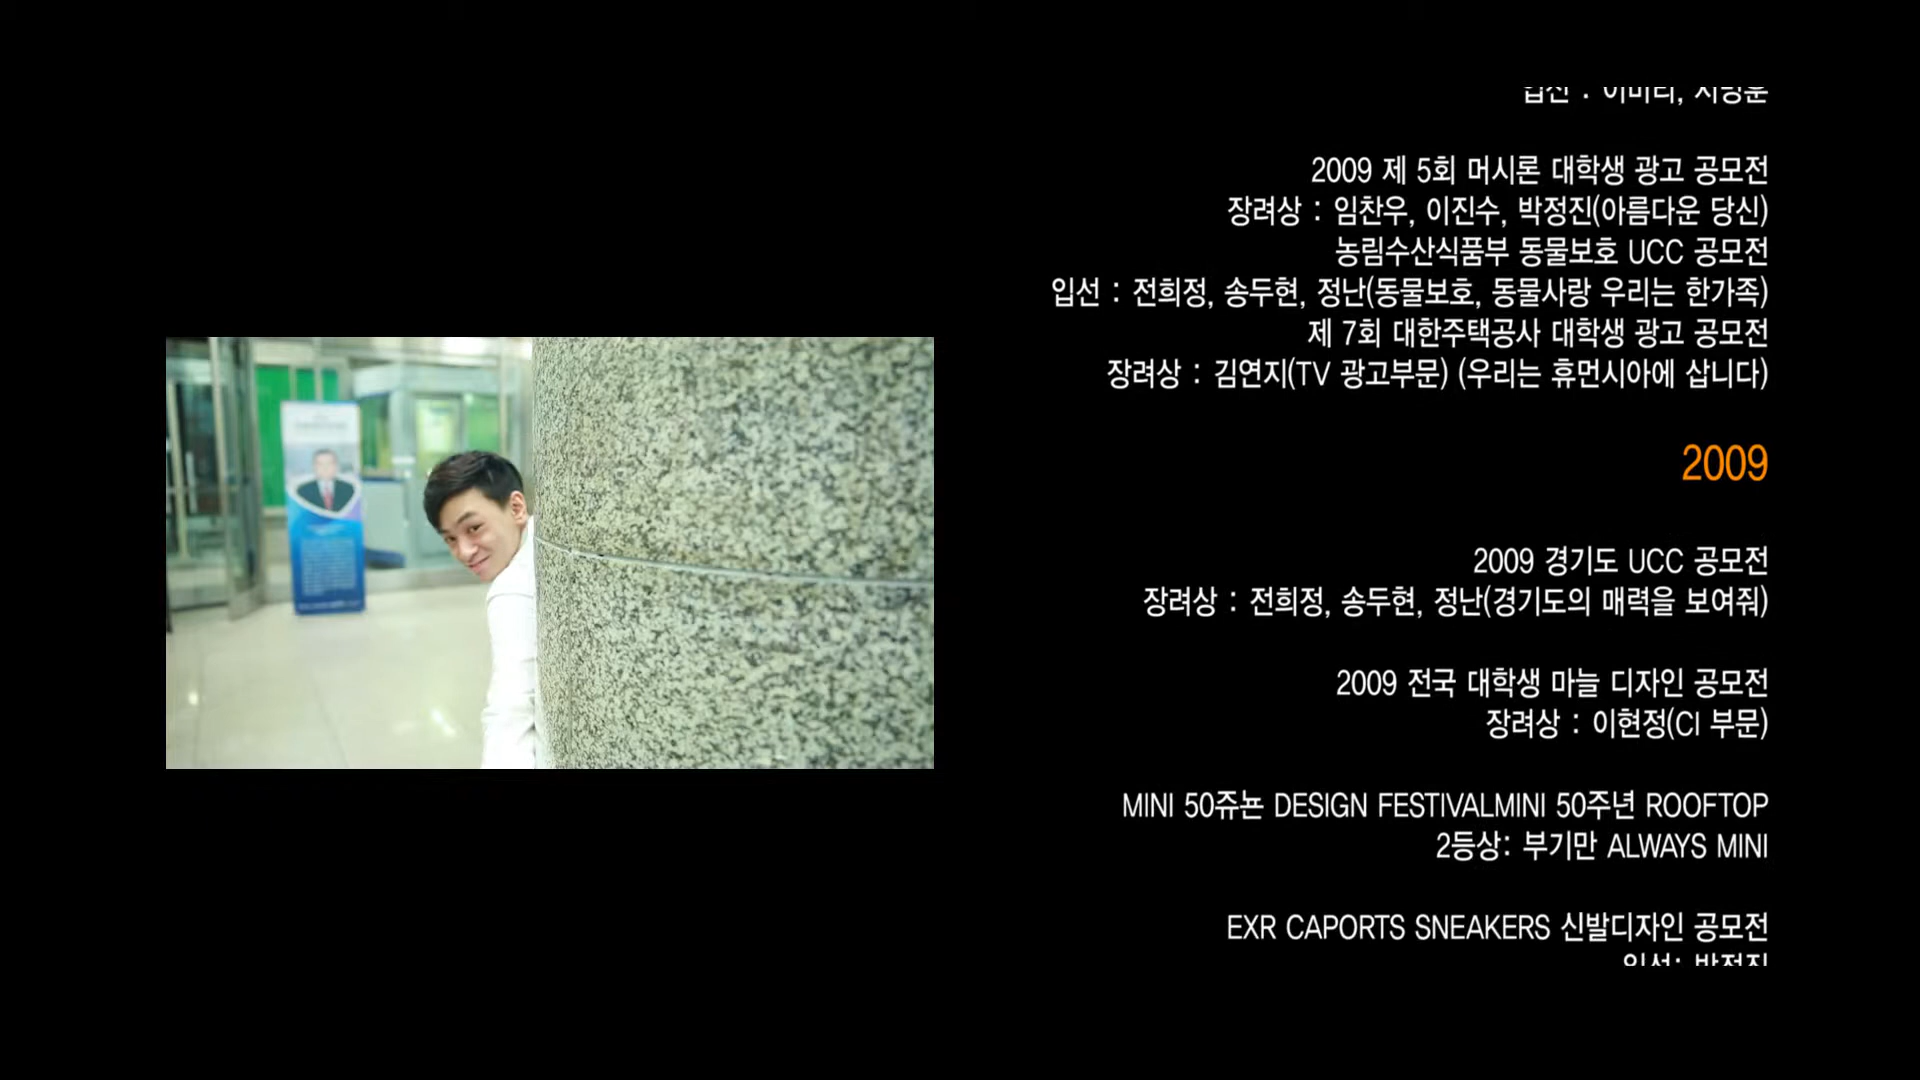 2009 제 5회 머시론 대학생 광고 공모전
장려상 : 임찬우, 이진수, 박정진(아름다운 당신)
농림수산식품부 동물보호 UCC 공모전
입선 : 전희정, 송두현, 정난(동물보호, 동물사랑 우리는 한가족)
제 7회 대한주택공사 대학생 광고 공모전
장려상 : 김연지(TV 광고부문) (우리는 휴먼시아에 삽니다)
2009
2009 경기도 UCC 공모전
장려상 : 전희정, 송두현, 정난(경기도의 매력을 보여줘)
2009 전국 대학생 마늘 디자인 공모전
장려상 : 이현정(CI 부문)
MINI 50쥬뇬 DESIGN FESTIVALMINI 50주년 ROOFTOP
2등상: 부기만 ALWAYS MINI
EXR CAPORTS SNEAKERS 신발디자인 공모전
입선: 박정진